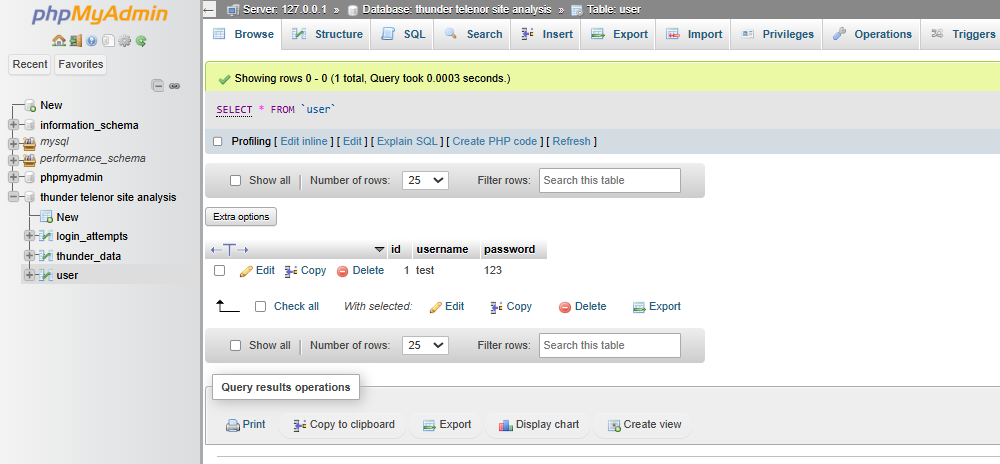 phpMyAdmin
Recent Favorites
New
information_schema
mysql
performance_schema
phpmyadmin
thunder telenor site analysis
New
login_attempts
thunder_data
user
Server: 127.0.0.1 » Database: thunder telenor site analysis » Table: user
Browse Structure SQL Search Insert Export Import Privileges Operations Triggers
Showing rows 0 - 0 (1 total, Query took 0.0003 seconds.)
SELECT * FROM `user`
Profiling [ Edit inline ] [ Edit ] [ Explain SQL ] [ Create PHP code ] [ Refresh ]
Show all | Number of rows: 25 Filter rows: Search this table
Extra options
id username password
Edit Copy Delete 1 test 123
Check all With selected: Edit Copy Delete Export
Show all | Number of rows: 25 Filter rows: Search this table
Query results operations
Print Copy to clipboard Export Display chart Create view